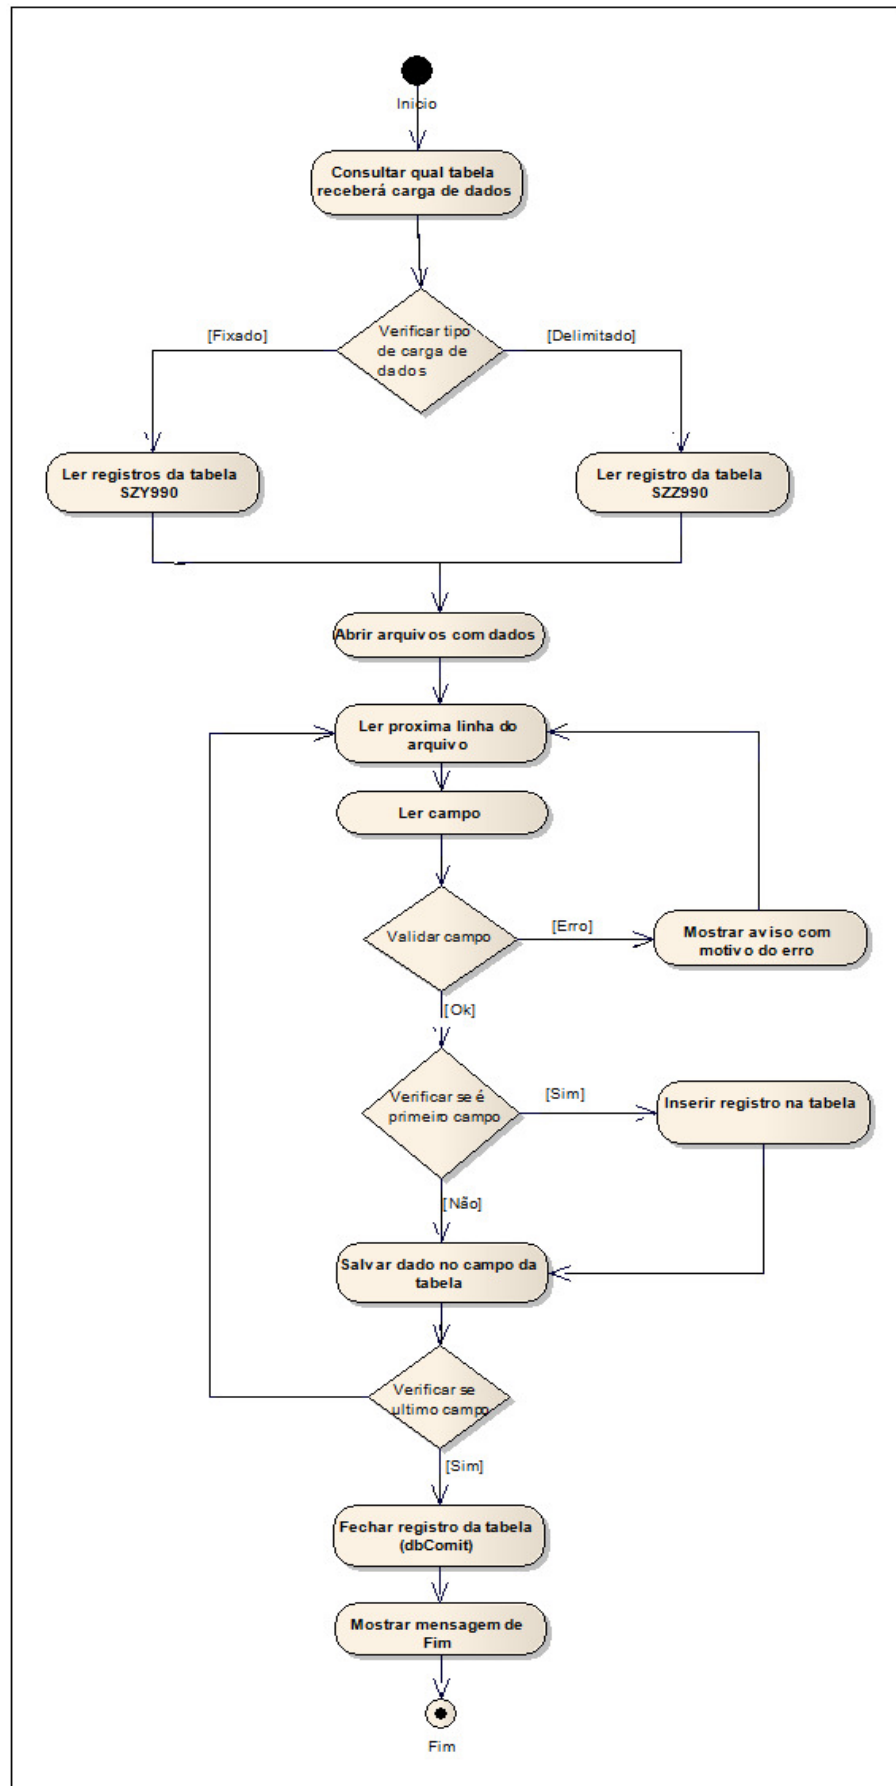 Inicio
Consultar qual tabela
receberá carga de dados
Verificar tipo
de carga de
dados
[Fixado]
[Delimitado]
Ler registros da tabela
SZY990
Ler registro da tabela
SZZ990
Abrir arquivos com dados
Ler proxima linha do
arquivo
Ler campo
Validar campo
[Erro]
Mostrar aviso com
motivo do erro
[Ok]
Verificar se é
primeiro campo
[Sim]
Inserir registro na tabela
[Não]
Salvar dado no campo da
tabela
Verificar se
ultimo campo
[Sim]
Fechar registro da tabela
(dbComit)
Mostrar mensagem de
Fim
Fim